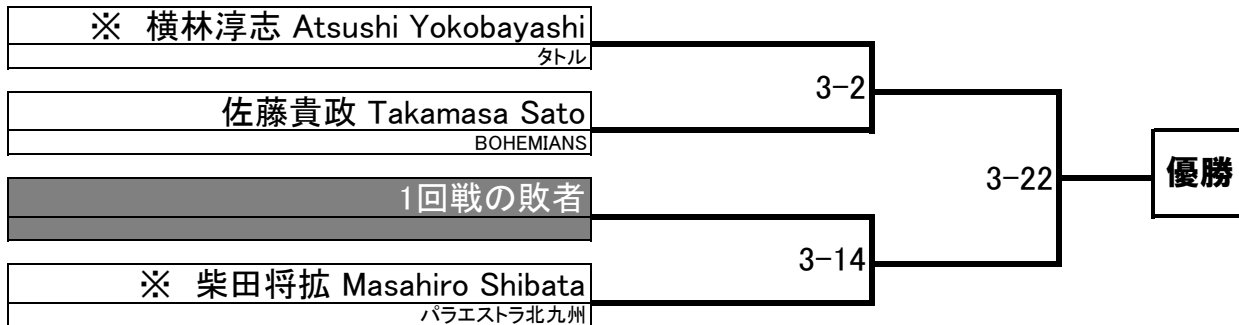 ※ 横林淳志 Atsushi Yokobayashi
タトル
3-2
佐藤貴政 Takamasa Sato
BOHEMIANS
3-22
優勝
1回戦の敗者
3-14
※ 柴田将拡 Masahiro Shibata
パラエストラ北九州